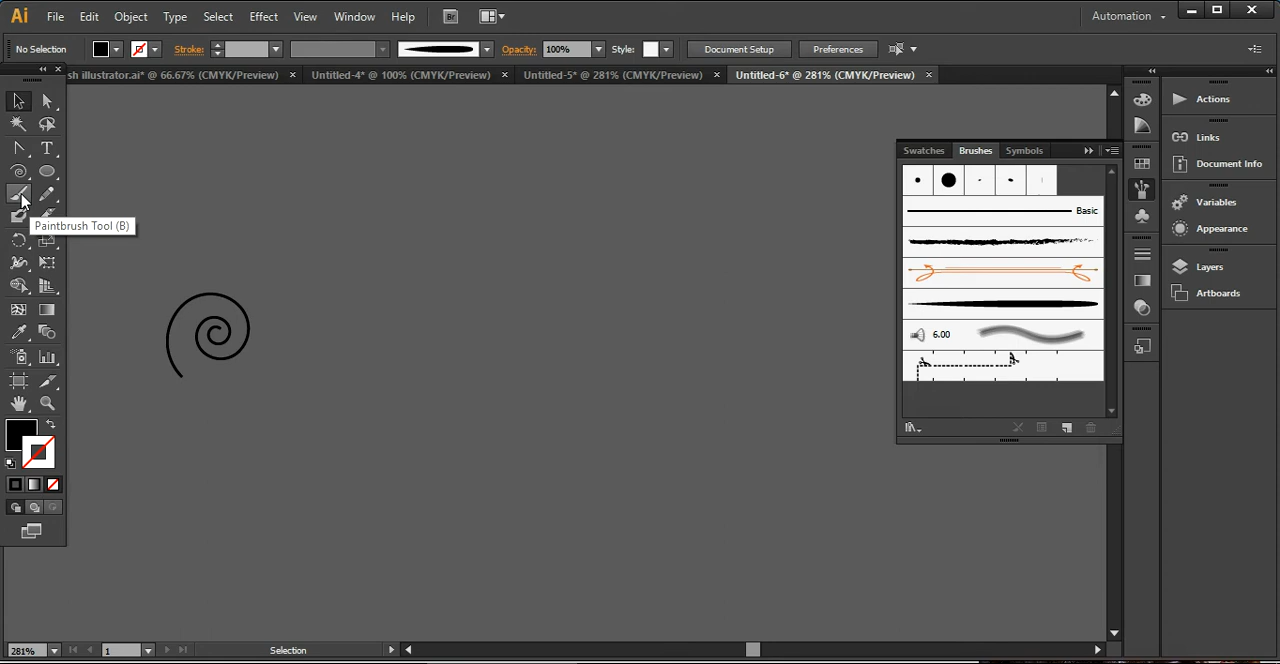 Ai File Edit Object Type Select Effect View Window Help Br Automation
No Selection Stroke: Opacity: 100% Style: Document Setup Preferences
sh illustrator.ai* @ 66.67% (CMYK/Preview) Untitled-4* @ 100% (CMYK/Preview) Untitled-5* @ 281% (CMYK/Preview) Untitled-6* @ 281% (CMYK/Preview)
Paintbrush Tool (B)
Swatches Brushes Symbols
Basic
6.00
Actions
Links
Document Info
Variables
Appearance
Layers
Artboards
281% 1 Selection